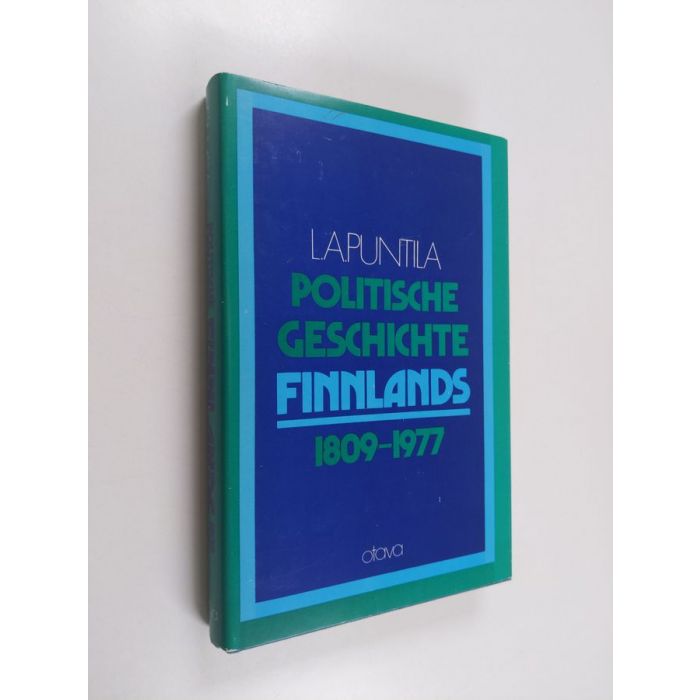 L.A.PUNTILA
POLITISCHE
GESCHICHTE
FINNLANDS
1809–1977
otava